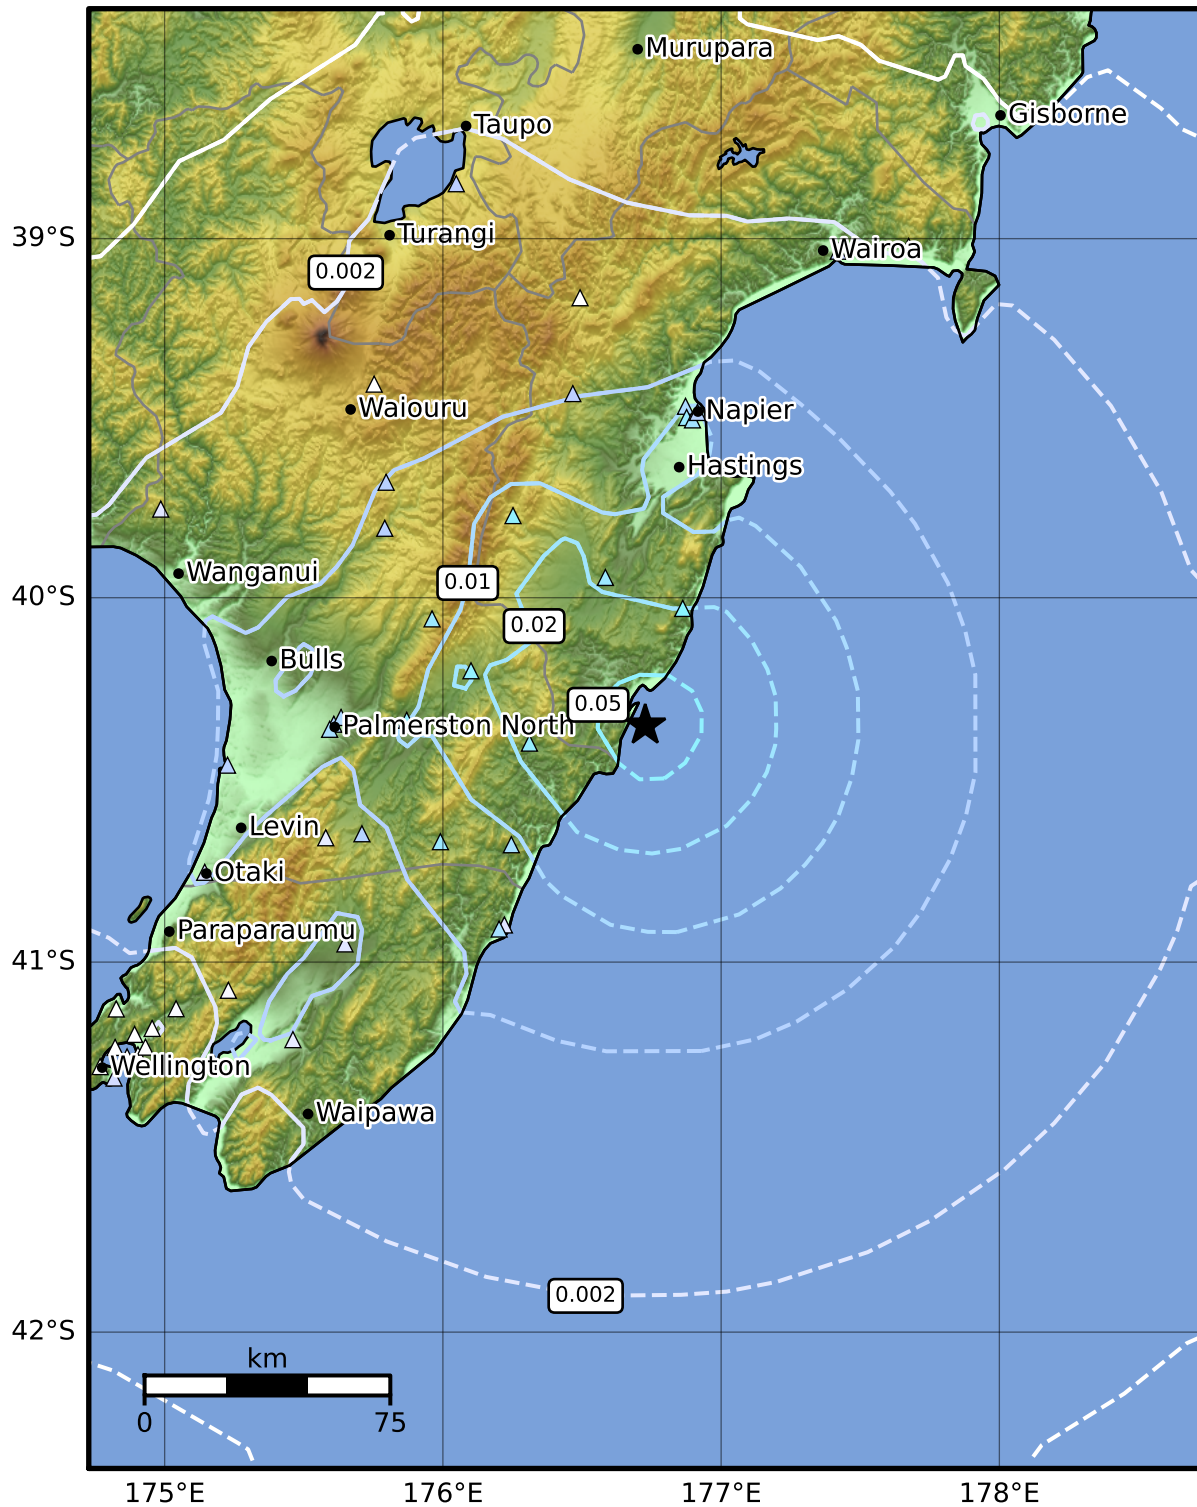 Murupara
Gisborne
Taupo
39°S
Turangi
Wairoa
0.002
Waiouru
Napier
Hastings
Wanganui
0.01
40°S
0.02
Bulls
0.05
Palmerston North
Levin
Otaki
Paraparaumu
41°S
Wellington
Waipawa
0.002
42°S
km
0 75
175°E 176°E 177°E 178°E